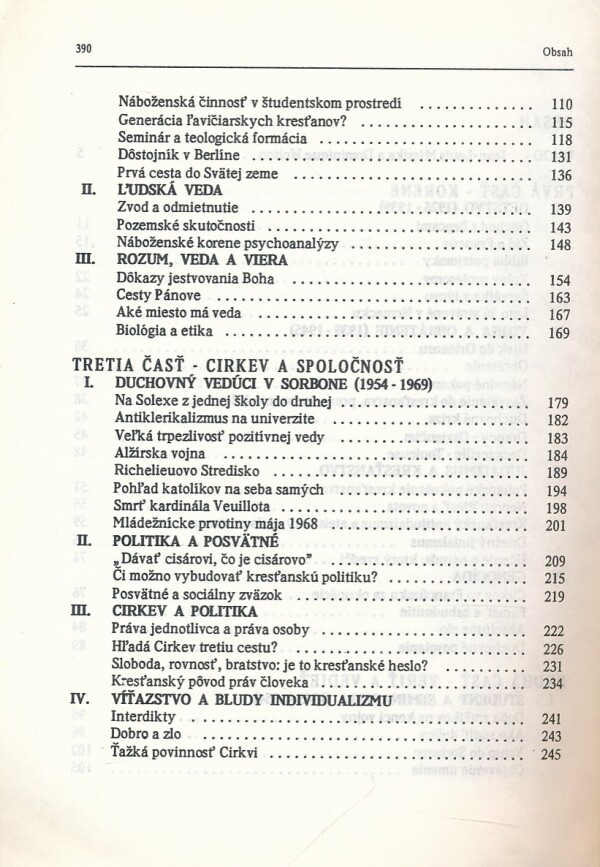 390 Obsah
Náboženská činnosť v študentskom prostredí .............. 110
Generácia ľavičiarskych kresťanov? .............. 115
Seminár a teologická formácia .............. 118
Dôstojník v Berlíne .............. 131
Prvá cesta do Svätej zeme .............. 136
II. ĽUDSKÁ VEDA
Zvod a odmietnutie .............. 139
Pozemské skutočnosti .............. 143
Náboženské korene psychoanalýzy .............. 148
III. ROZUM, VEDA A VIERA
Dôkazy jestvovania Boha .............. 154
Cesty Pánove .............. 163
Aké miesto má veda .............. 167
Biológia a etika .............. 169
TRETIA ČASŤ - CIRKEV A SPOLOČNOSŤ
I. DUCHOVNÝ VEDÚCI V SORBONE (1954 - 1969)
Na Solexe z jednej školy do druhej .............. 179
Antiklerikalizmus na univerzite .............. 182
Veľká trpezlivosť pozitívnej vedy .............. 183
Alžírska vojna .............. 184
Richelieuovo Stredisko .............. 189
Pohľad katolíkov na seba samých .............. 194
Smrť kardinála Veuillota .............. 198
Mládežnícke prvotiny mája 1968 .............. 201
II. POLITIKA A POSVÄTNÉ
„Dávať cisárovi, čo je cisárovo” .............. 209
Či možno vybudovať kresťanskú politiku? .............. 215
Posvätné a sociálny zväzok .............. 219
III. CIRKEV A POLITIKA
Práva jednotlivca a práva osoby .............. 222
Hľadá Cirkev tretiu cestu? .............. 226
Sloboda, rovnosť, bratstvo: je to kresťanské heslo? .............. 231
Kresťanský pôvod práv človeka .............. 234
IV. VÍŤAZSTVO A BLUDY INDIVIDUALIZMU
Interdikty .............. 241
Dobro a zlo .............. 243
Ťažká povinnosť Cirkvi .............. 245